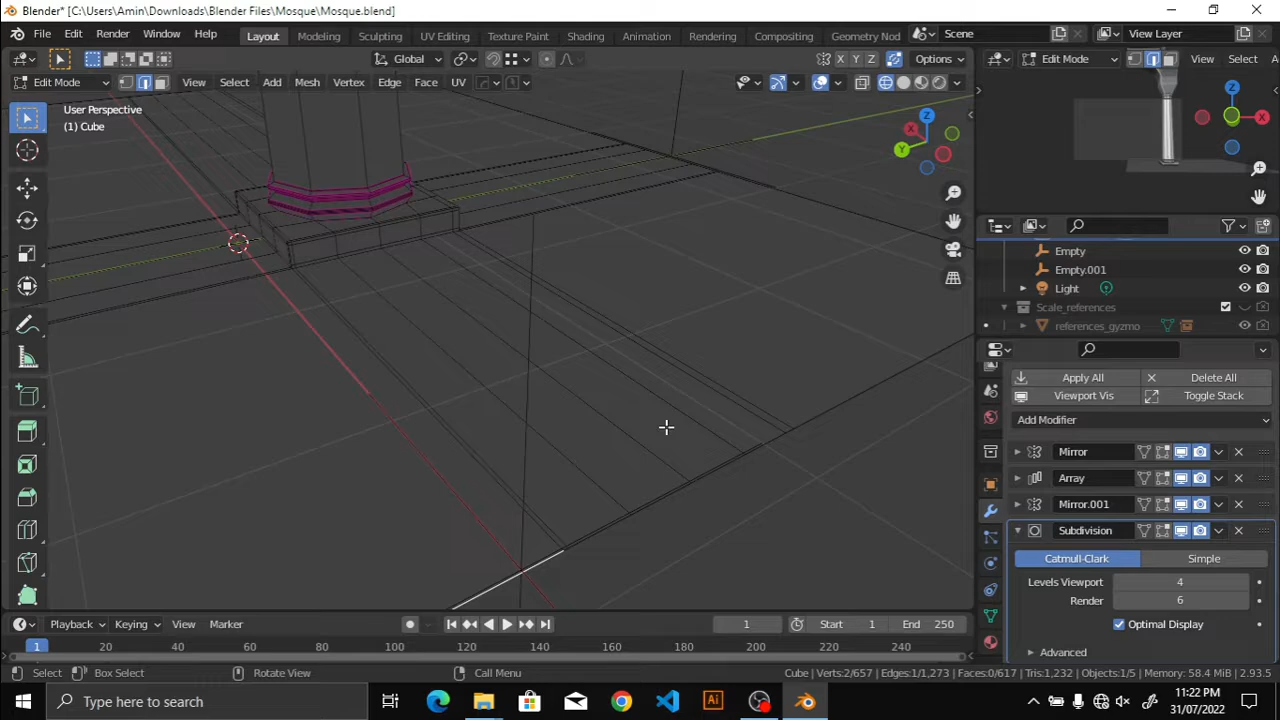 Blender* [C:\Users\Amin\Downloads\Blender Files\Mosque\Mosque.blend]
File Edit Render Window Help Layout Modeling Sculpting UV Editing Texture Paint Shading Animation Rendering Compositing Geometry Nod Scene View Layer
Global X Y Z Options
Edit Mode View Select Add Mesh Vertex Edge Face UV
Edit Mode View Select
User Perspective
(1) Cube
Z
X
Y
Z
X
Empty
Empty.001
Light
Scale_references
references_gyzmo
Apply All Delete All
Viewport Vis Toggle Stack
Add Modifier
Mirror
Array
Mirror.001
Subdivision
Catmull-Clark Simple
Levels Viewport 4
Render 6
Optimal Display
Advanced
Playback Keying View Marker 1 Start 1 End 250
1 20 40 60 80 100 120 140 160 180 200 220 240
Select Box Select Rotate View Call Menu Cube | Verts:2/657 | Edges:1/1,273 | Faces:0/617 | Tris:1,232 | Objects:1/5 | Memory: 58.4 MiB | 2.93.5
Type here to search
Ai
11:22 PM
31/07/2022